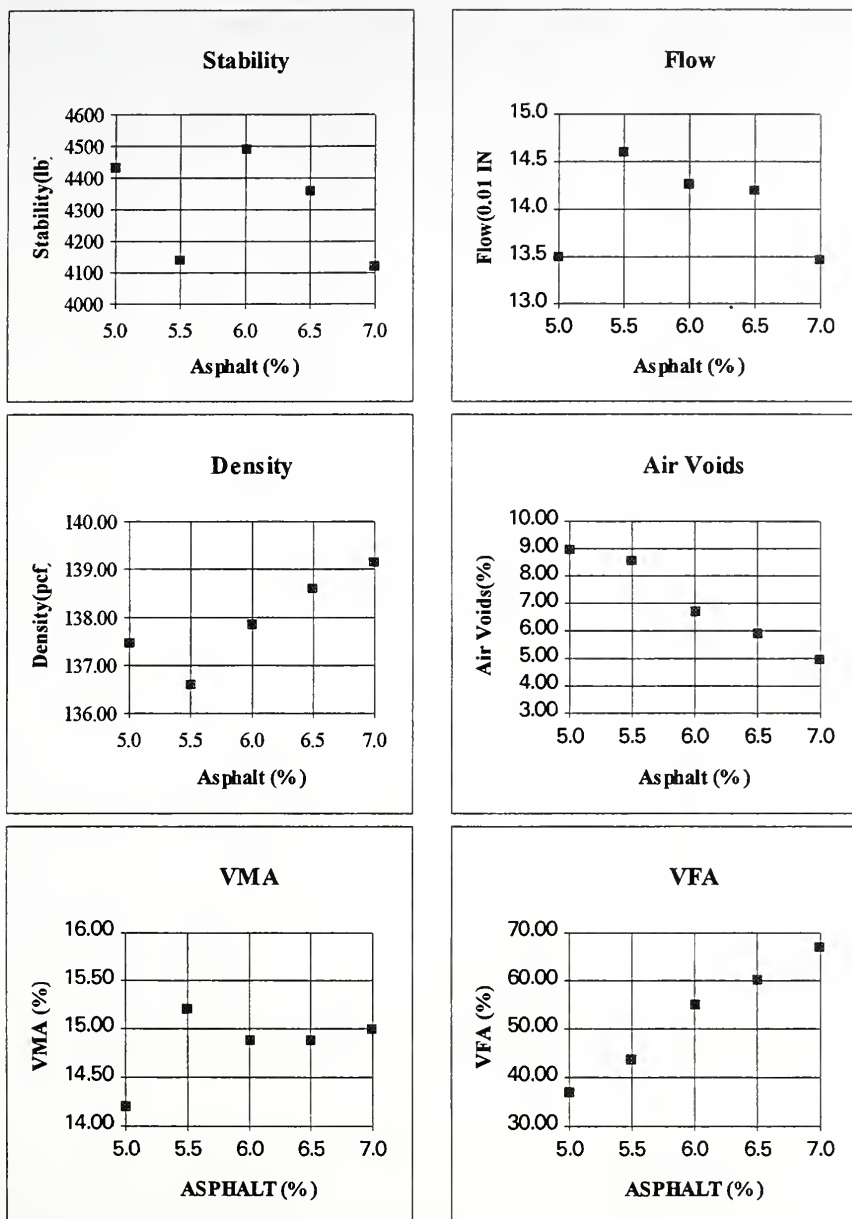 Stability
4600
4500
4400
4300
4200
4100
4000
Stability(lb)
5.0 5.5 6.0 6.5 7.0
Asphalt (%)
Flow
15.0
14.5
14.0
13.5
13.0
Flow(0.01 IN
5.0 5.5 6.0 6.5 7.0
Asphalt (%)
Density
140.00
139.00
138.00
137.00
136.00
Density(pcf)
5.0 5.5 6.0 6.5 7.0
Asphalt (%)
Air Voids
10.00
9.00
8.00
7.00
6.00
5.00
4.00
3.00
Air Voids(%)
5.0 5.5 6.0 6.5 7.0
Asphalt (%)
VMA
16.00
15.50
15.00
14.50
14.00
VMA (%)
5.0 5.5 6.0 6.5 7.0
ASPHALT (%)
VFA
70.00
60.00
50.00
40.00
30.00
VFA (%)
5.0 5.5 6.0 6.5 7.0
ASPHALT (%)